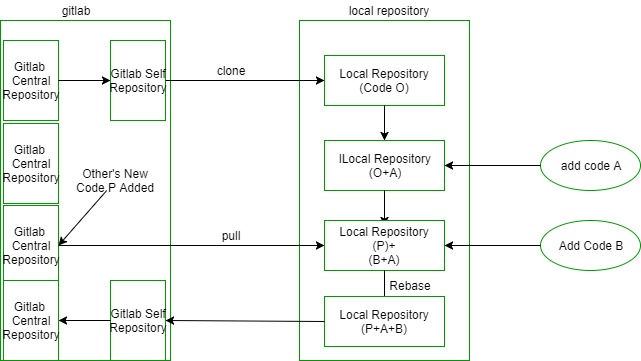 gitlab
local repository
Gitlab
Central
Repository
Gitlab Self
Repository
clone
Local Repository
(Code O)
Gitlab
Central
Repository
ILocal Repository
(O+A)
add code A
Other's New
Code P Added
Gitlab
Central
Repository
pull
Local Repository
(P)+
(B+A)
Add Code B
Rebase
Gitlab
Central
Repository
Gitlab Self
Repository
Local Repository
(P+A+B)